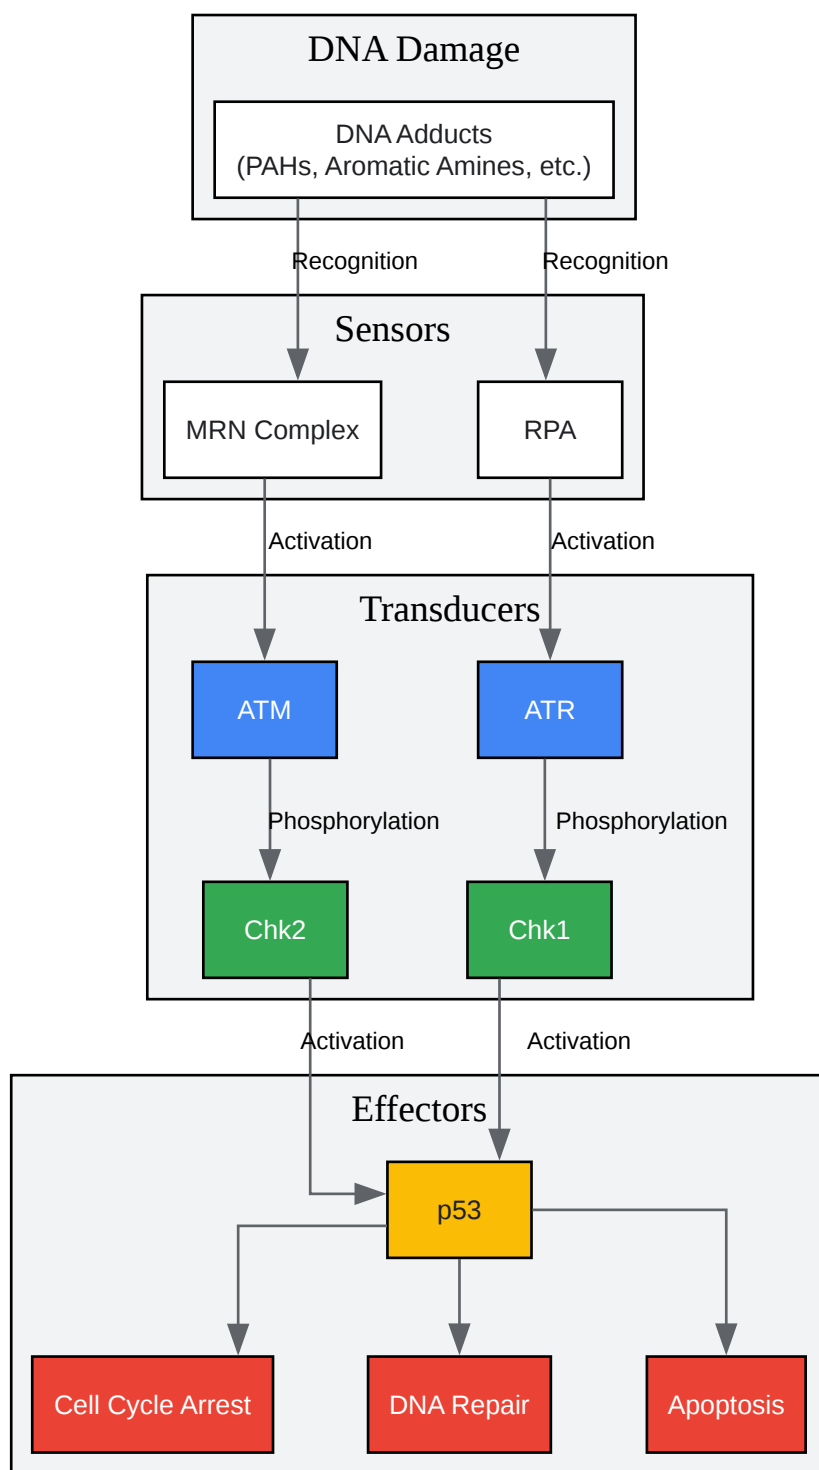 DNA Damage
DNA Adducts
(PAHs, Aromatic Amines, etc.)
Recognition
Recognition
Sensors
MRN Complex
RPA
Activation
Activation
Transducers
ATM
ATR
Phosphorylation
Phosphorylation
Chk2
Chk1
Activation
Activation
Effectors
p53
Cell Cycle Arrest
DNA Repair
Apoptosis